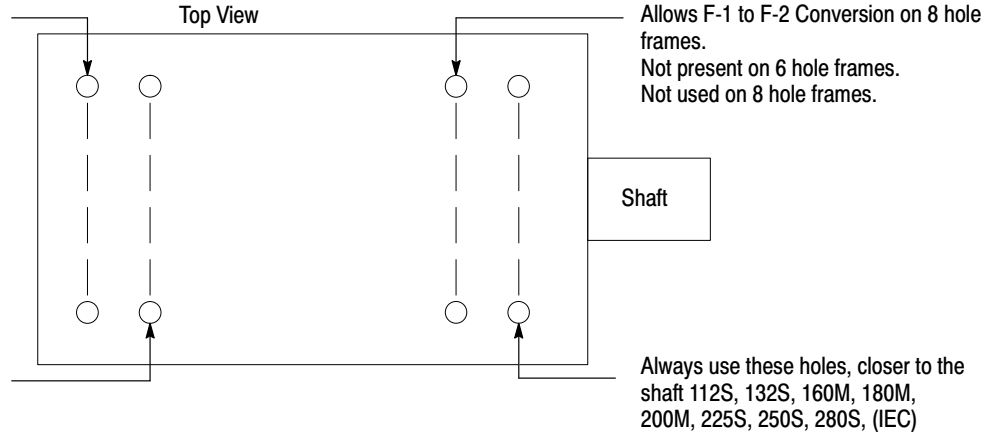 Top View
Allows F-1 to F-2 Conversion on 8 hole
frames.
Not present on 6 hole frames.
Not used on 8 hole frames.
Shaft
Always use these holes, closer to the
shaft 112S, 132S, 160M, 180M,
200M, 225S, 250S, 280S, (IEC)